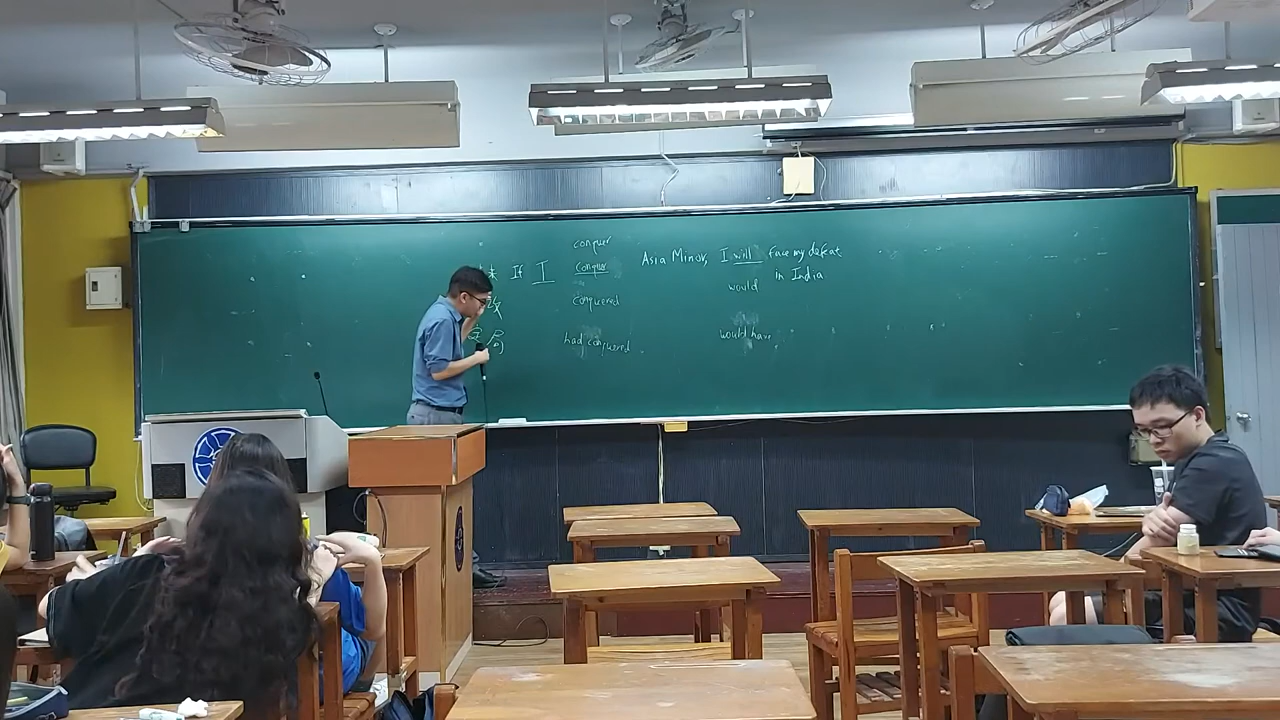 conquer
If I conquer Asia Minor, I will face my defeat
in India
would
conquered
had conquered would have